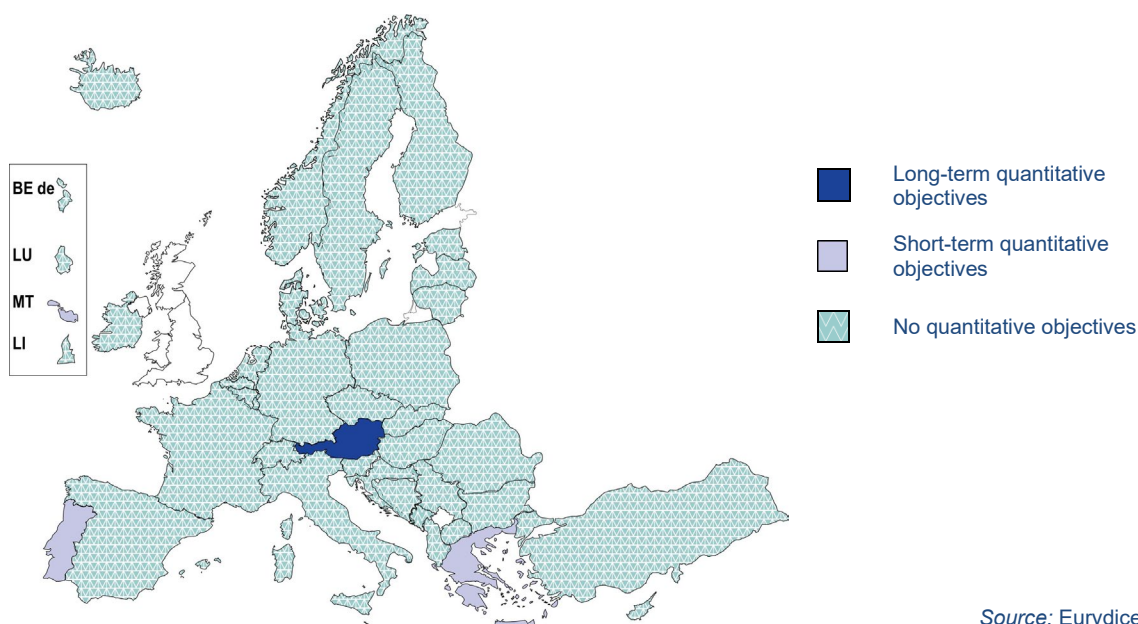 BE de
LU
MT
LI
Long-term quantitative
objectives
Short-term quantitative
objectives
No quantitative objectives
Source: Eurydice